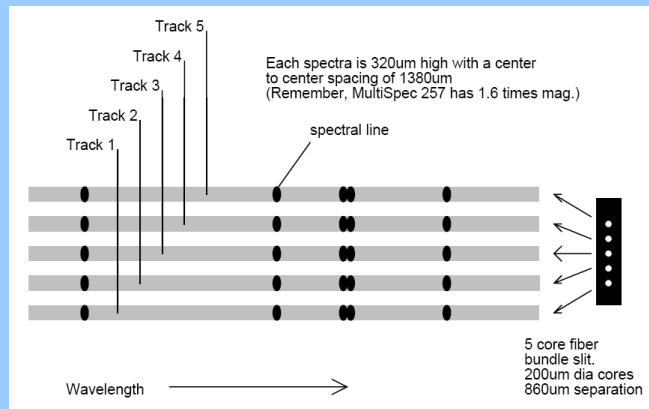 Track 5
Track 4
Track 3
Track 2
Track 1
Each spectra is 320um high with a center
to center spacing of 1380um
(Remember, MultiSpec 257 has 1.6 times mag.)
spectral line
5 core fiber
bundle slit.
200um dia cores
860um separation
Wavelength